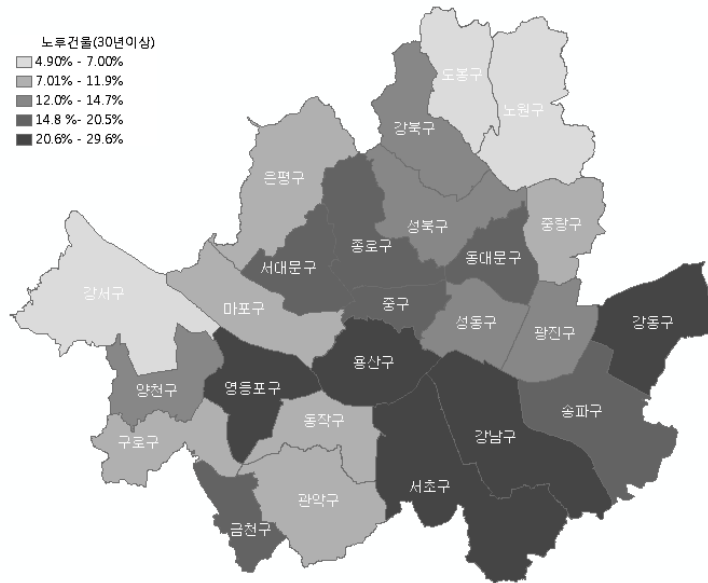 노후건물(30년이상)
4.90% - 7.00%
7.01% - 11.9%
12.0% - 14.7%
14.8 %- 20.5%
20.6% - 29.6%
도봉구
노원구
강북구
은평구
성북구
중랑구
종로구
서대문구
동대문구
강서구
마포구
중구
성동구
광진구
강동구
용산구
양천구
영등포구
송파구
동작구
구로구
강남구
서초구
관악구
금천구